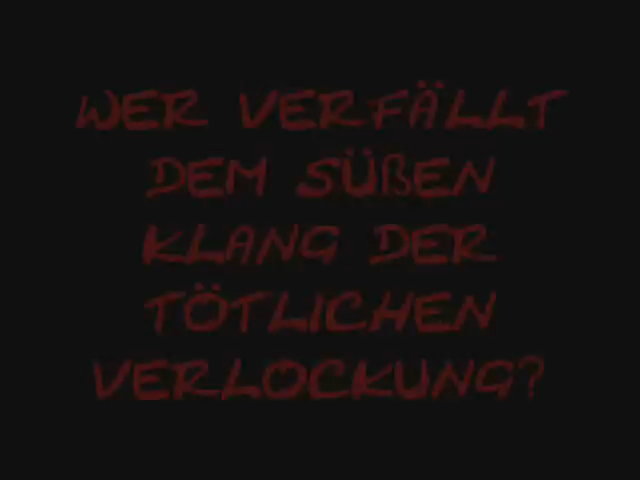 WER VERFÄLLT
DEM SÜßEN
KLANG DER
TÖTLICHEN
VERLOCKUNG?